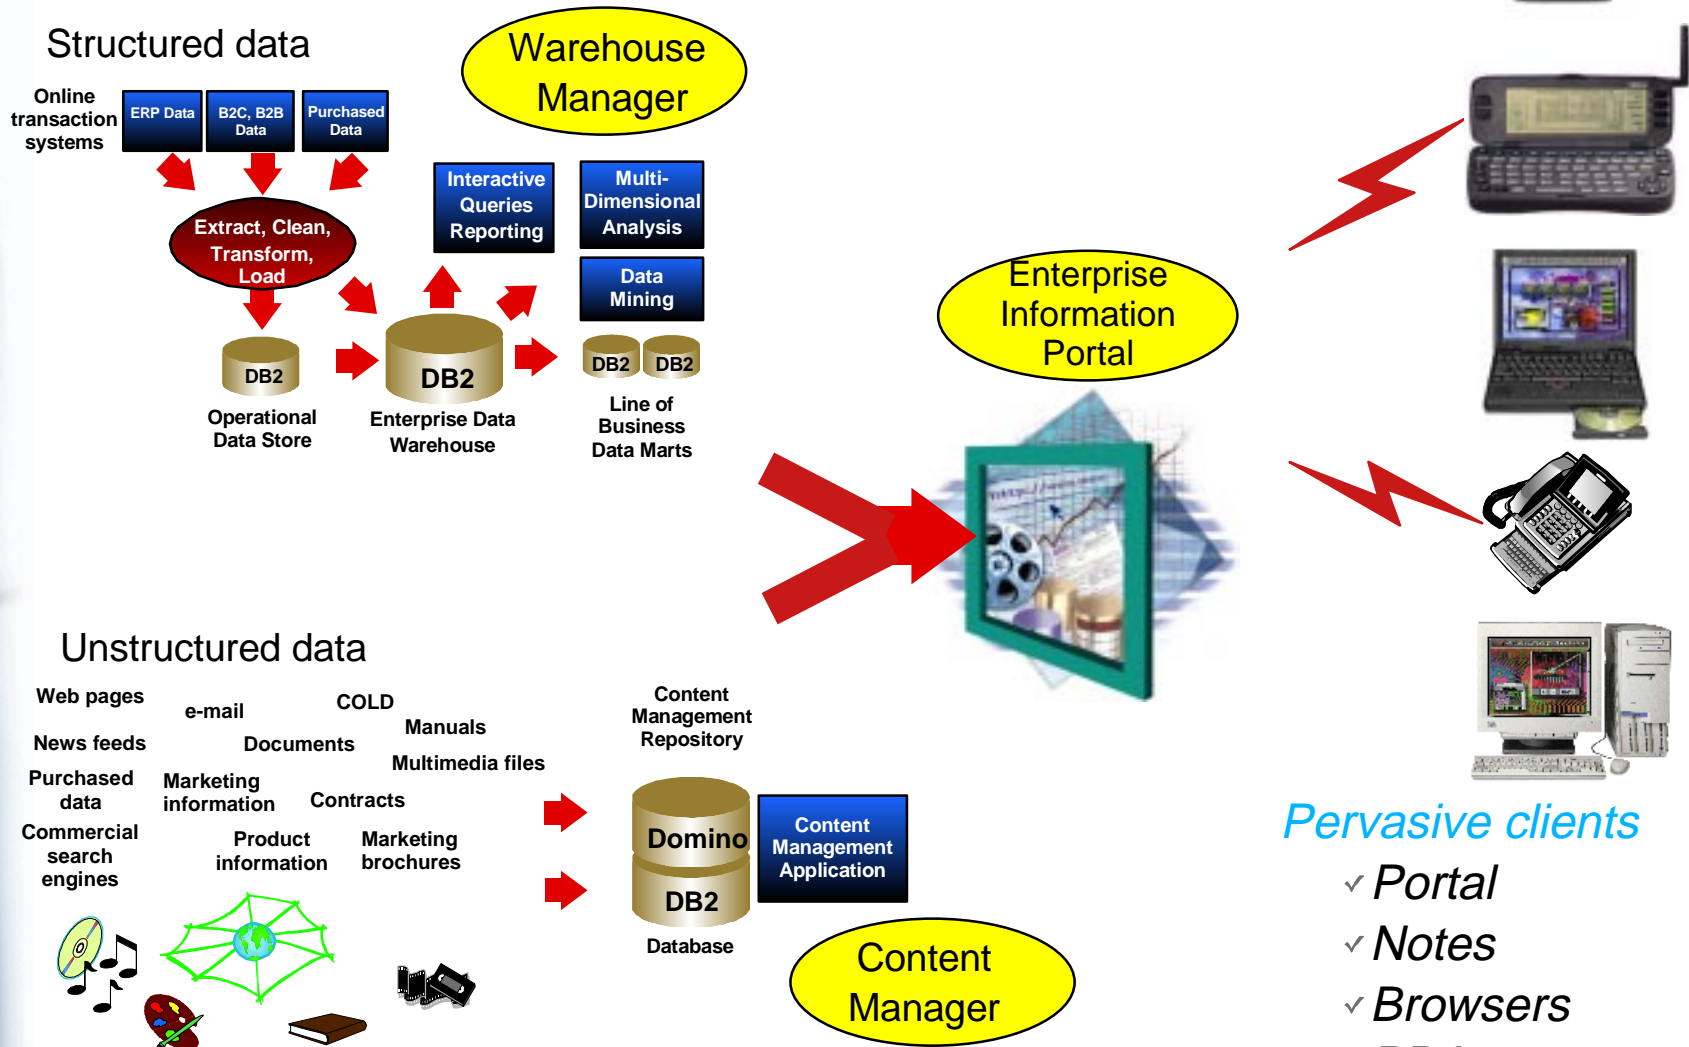 Structured data
Warehouse
Manager
Online
transaction
systems
ERP Data
B2C, B2B
Data
Purchased
Data
Interactive
Queries
Reporting
Multi-
Dimensional
Analysis
Extract, Clean,
Transform,
Load
Data
Mining
DB2
DB2
DB2
DB2
Operational
Data Store
Enterprise Data
Warehouse
Line of
Business
Data Marts
Enterprise
Information
Portal
Unstructured data
Web pages
e-mail
COLD
Manuals
News feeds
Documents
Multimedia files
Purchased
data
Marketing
information
Contracts
Commercial
search
engines
Product
information
Marketing
brochures
Content
Management
Repository
Domino
DB2
Database
Content
Management
Application
Content
Manager
Pervasive clients
✓ Portal
✓ Notes
✓ Browsers